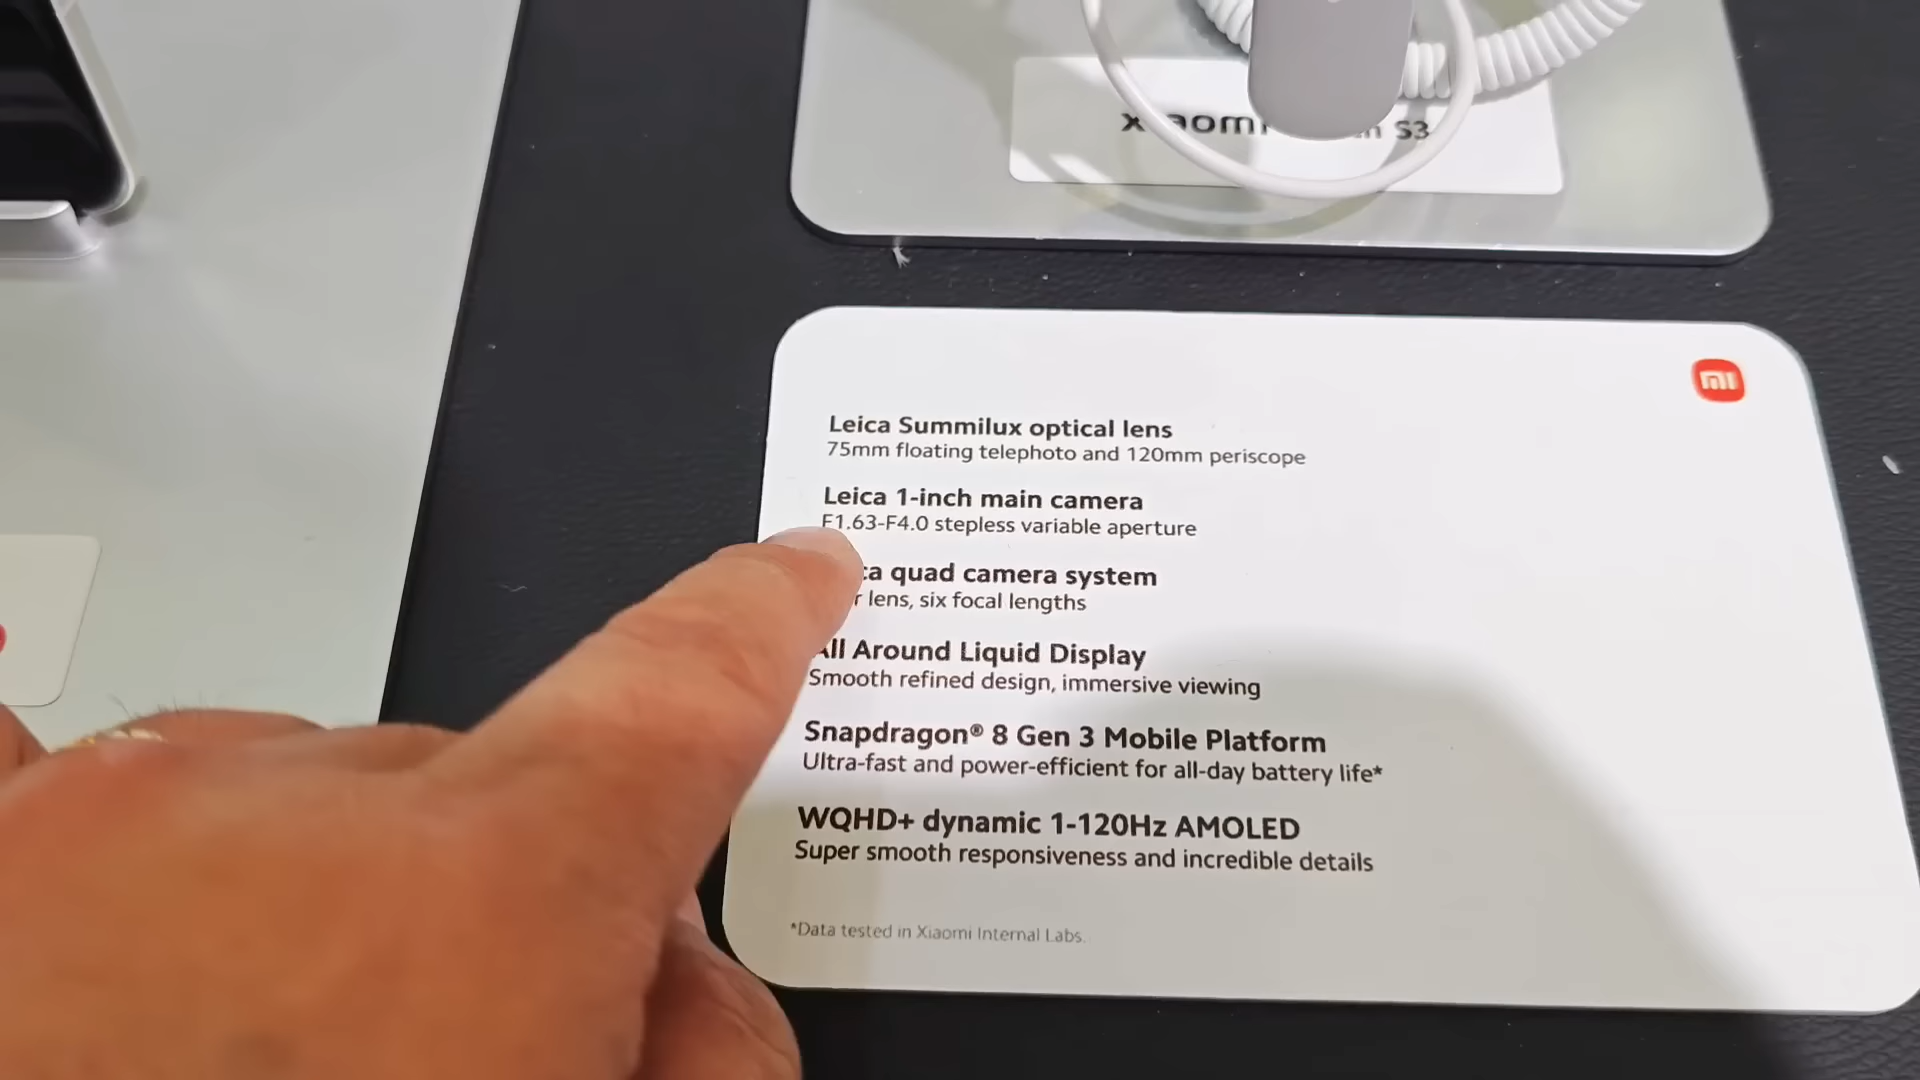 S3
mi
Leica Summilux optical lens
75mm floating telephoto and 120mm periscope
Leica 1-inch main camera
F1.63-F4.0 stepless variable aperture
quad camera system
lens, six focal lengths
All Around Liquid Display
Smooth refined design, immersive viewing
Snapdragon® 8 Gen 3 Mobile Platform
Ultra-fast and power-efficient for all-day battery life*
WQHD+ dynamic 1-120Hz AMOLED
Super smooth responsiveness and incredible details
*Data tested in Xiaomi Internal Labs.